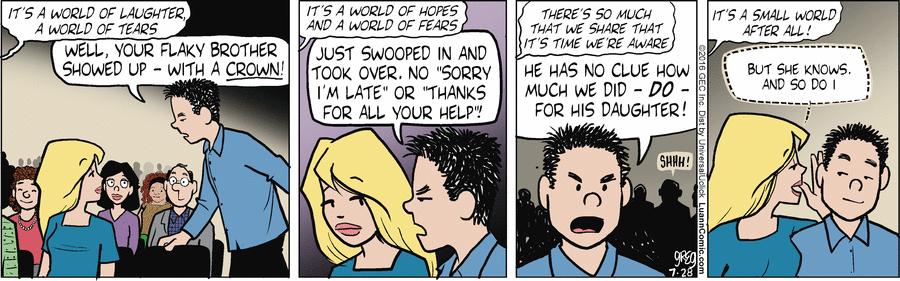 IT'S A WORLD OF LAUGHTER,
A WORLD OF TEARS
WELL, YOUR FLAKY BROTHER
SHOWED UP – WITH A CROWN!
IT'S A WORLD OF HOPES
AND A WORLD OF FEARS
JUST SWOOPED IN AND
TOOK OVER. NO "SORRY
I'M LATE" OR "THANKS
FOR ALL YOUR HELP"!
THERE'S SO MUCH
THAT WE SHARE THAT
IT'S TIME WE'RE AWARE
HE HAS NO CLUE HOW
MUCH WE DID – DO –
FOR HIS DAUGHTER!
SHHH!
GREG
7-28
©2016 GEC Inc. Dist by UniversalUclick LuannComic.com
IT'S A SMALL WORLD
AFTER ALL!
BUT SHE KNOWS.
AND SO DO I